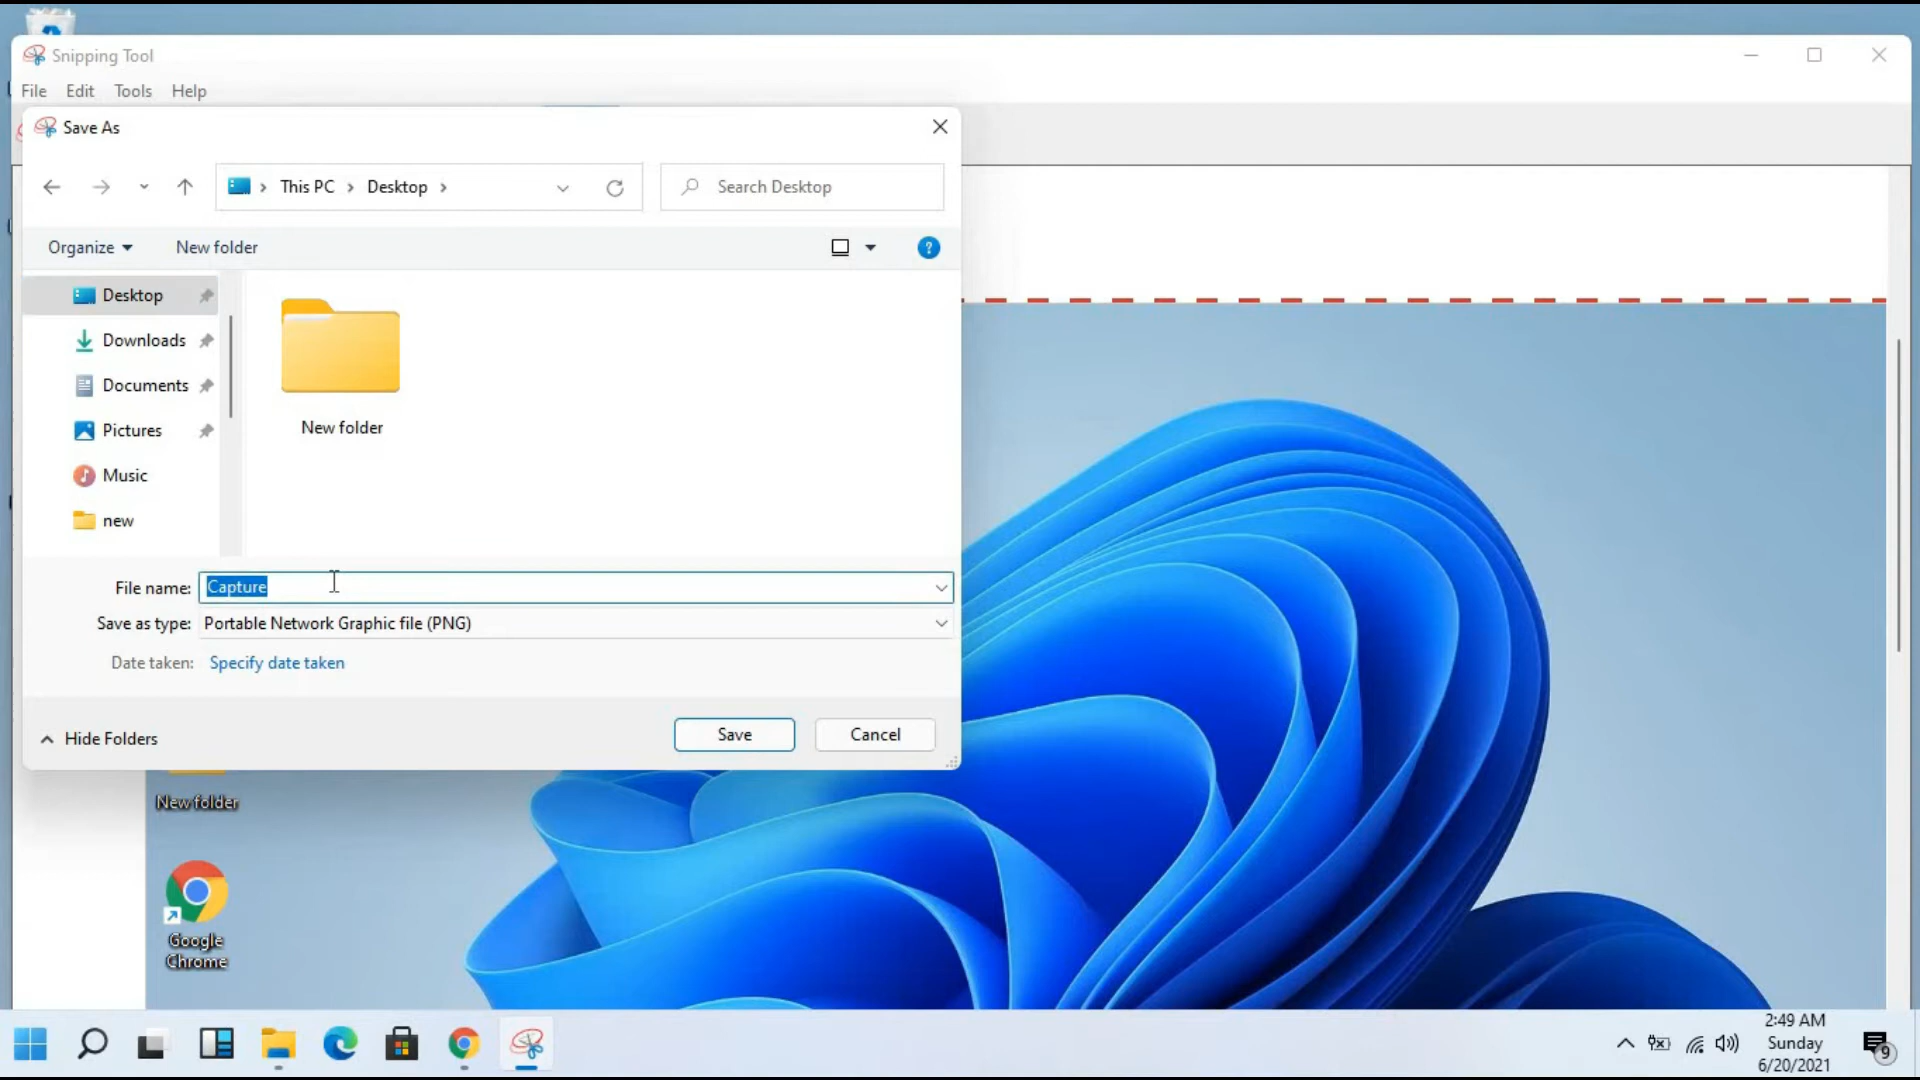 Snipping Tool
File Edit Tools Help
Save As
This PC Desktop
Search Desktop
Organize New folder
Desktop
Downloads
Documents
Pictures
Music
new
New folder
File name: Capture
Save as type: Portable Network Graphic file (PNG)
Date taken: Specify date taken
Hide Folders
Save Cancel
New folder
Google
Chrome
2:49 AM
Sunday
6/20/2021
9